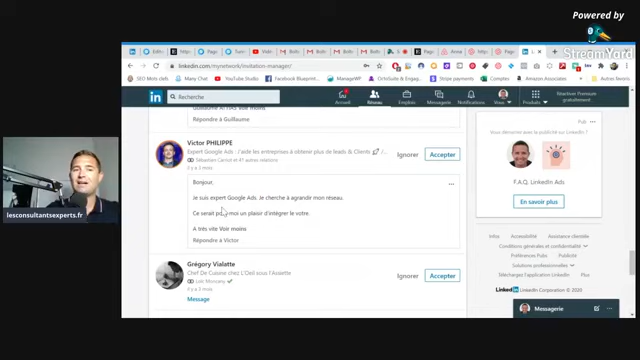 Powered by
StreamYard
linkedin.com/mynetwork/invitation-manager/
SEO Mots clefs
Many Chat
YouTube Studio
Facebook Blueprint
ManageWP
Stripe payments
Comptes
Amazon Associates
Autres favoris
in
Recherche
Accueil
Réseau
Emplois
Messagerie
Notifications
Vous
Produits
Réactiver Premium
gratuitement
Répondre à Guillaume
Victor PHILIPPE
Expert Google Ads : J'aide les entreprises à obtenir plus de leads & Clients
Sébastien Carriot et 41 autres relations
il y a 3 mois
Ignorer
Accepter
Bonjour,
Je suis expert Google Ads. Je cherche à agrandir mon réseau.
Ce serait pour moi un plaisir d'intégrer le votre.
A très vite Voir moins
Répondre à Victor
Grégory Vialatte
Chef De Cuisine chez L'Oeil sous l'Assiette
Loïc Moncany
il y a 3 mois
Message
Ignorer
Accepter
Pub
Vous démarrez avec la publicité sur LinkedIn ?
F.A.Q. LinkedIn Ads
En savoir plus
Infos
Accessibilité
Assistance clientèle
Conditions générales et confidentialité
Préférences Pubs
Publicité
Solutions professionnelles
Téléchargez l'application LinkedIn
LinkedIn LinkedIn Corporation © 2020
Messagerie
lesconsultantsexperts.fr